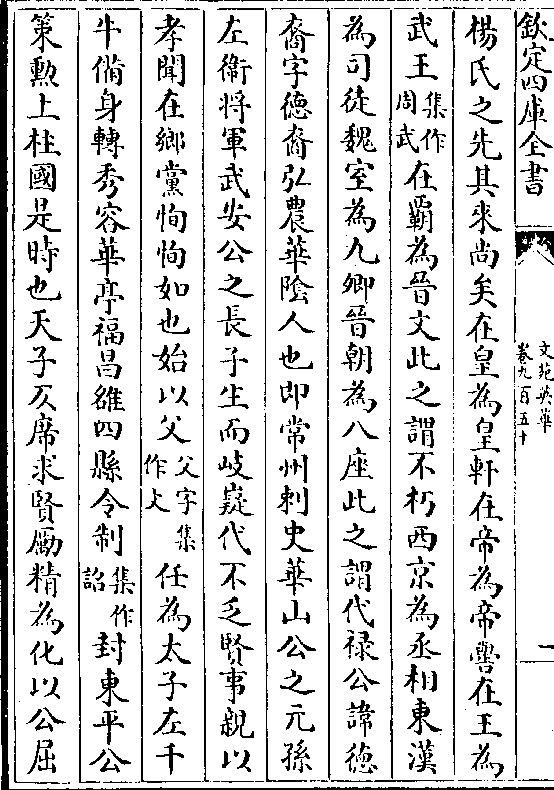 欽定四庫全書
文苑英華
卷九百五十
一
楊氏之先其來尚矣在皇為皇軒在帝為帝嚳在王為
武王集作周武在霸為晉文此之謂不朽西京為丞相東漢
為司徒魏室為九卿晉朝為八座此之謂代禄公諱德
裔字德裔弘農華陰人也即常州刺史華山公之元孫
左衛將軍武安公之長子生而岐嶷代不乏賢事親以
孝聞在鄉黨恂恂如也始以父父字集作大任為太子左千
牛備身轉秀容華亭福昌雒四縣令制集作詔封東平公
策勲上柱國是時也天子仄席求賢勵精為化以公屈